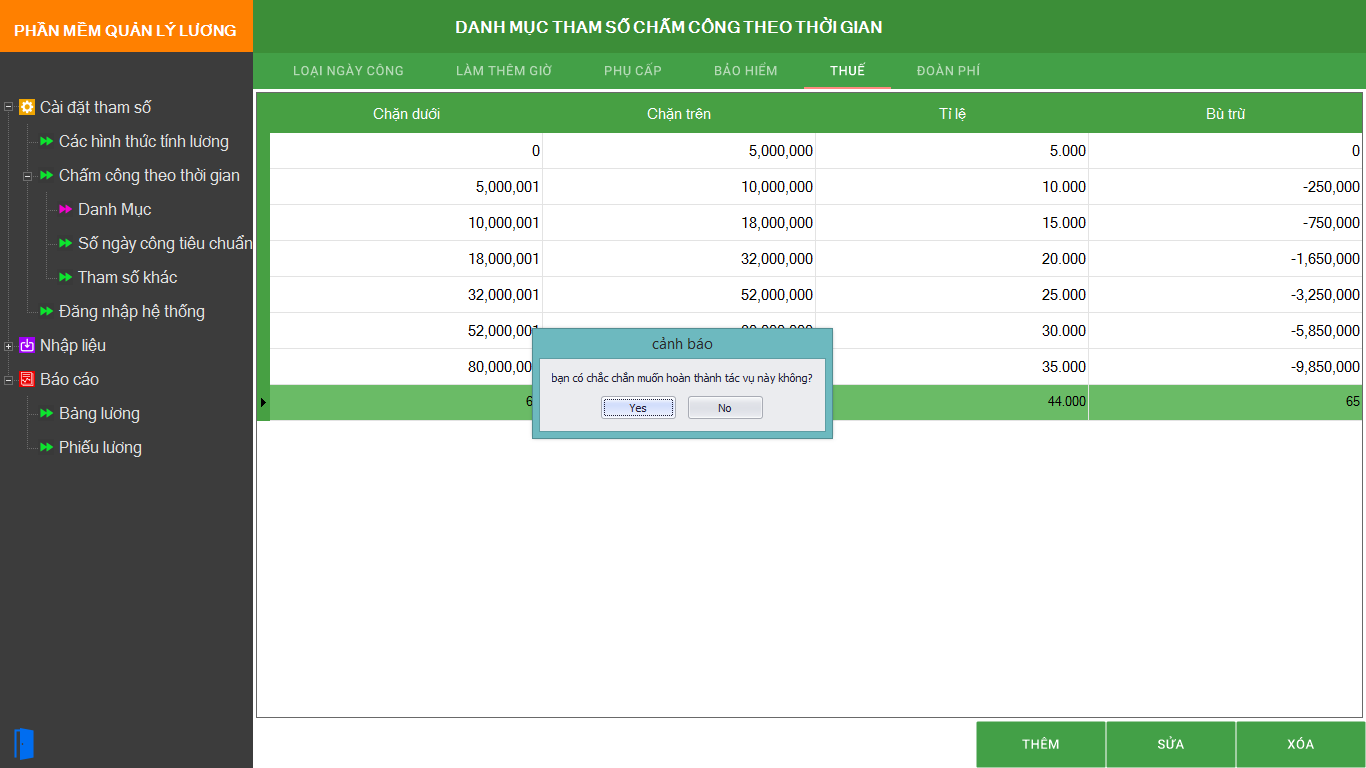 PHẦN MỀM QUẢN LÝ LƯƠNG
DANH MỤC THAM SỐ CHẤM CÔNG THEO THỜI GIAN
LOẠI NGÀY CÔNG LÀM THÊM GIỜ PHỤ CẤP BẢO HIỂM THUẾ ĐOÀN PHÍ
Cài đặt tham số
Các hình thức tính lương
Chấm công theo thời gian
Danh Mục
Số ngày công tiêu chuẩn
Tham số khác
Đăng nhập hệ thống
Nhập liệu
Báo cáo
Bảng lương
Phiếu lương
Chặn dưới Chặn trên Tỉ lệ Bù trừ
0 5,000,000 5.000 0
5,000,001 10,000,000 10.000 -250,000
10,000,001 18,000,000 15.000 -750,000
18,000,001 32,000,000 20.000 -1,650,000
32,000,001 52,000,000 25.000 -3,250,000
52,000,001 30.000 -5,850,000
35.000 -9,850,000
44.000 65
cảnh báo
bạn có chắc chắn muốn hoàn thành tác vụ này không?
Yes No
THÊM SỬA XÓA